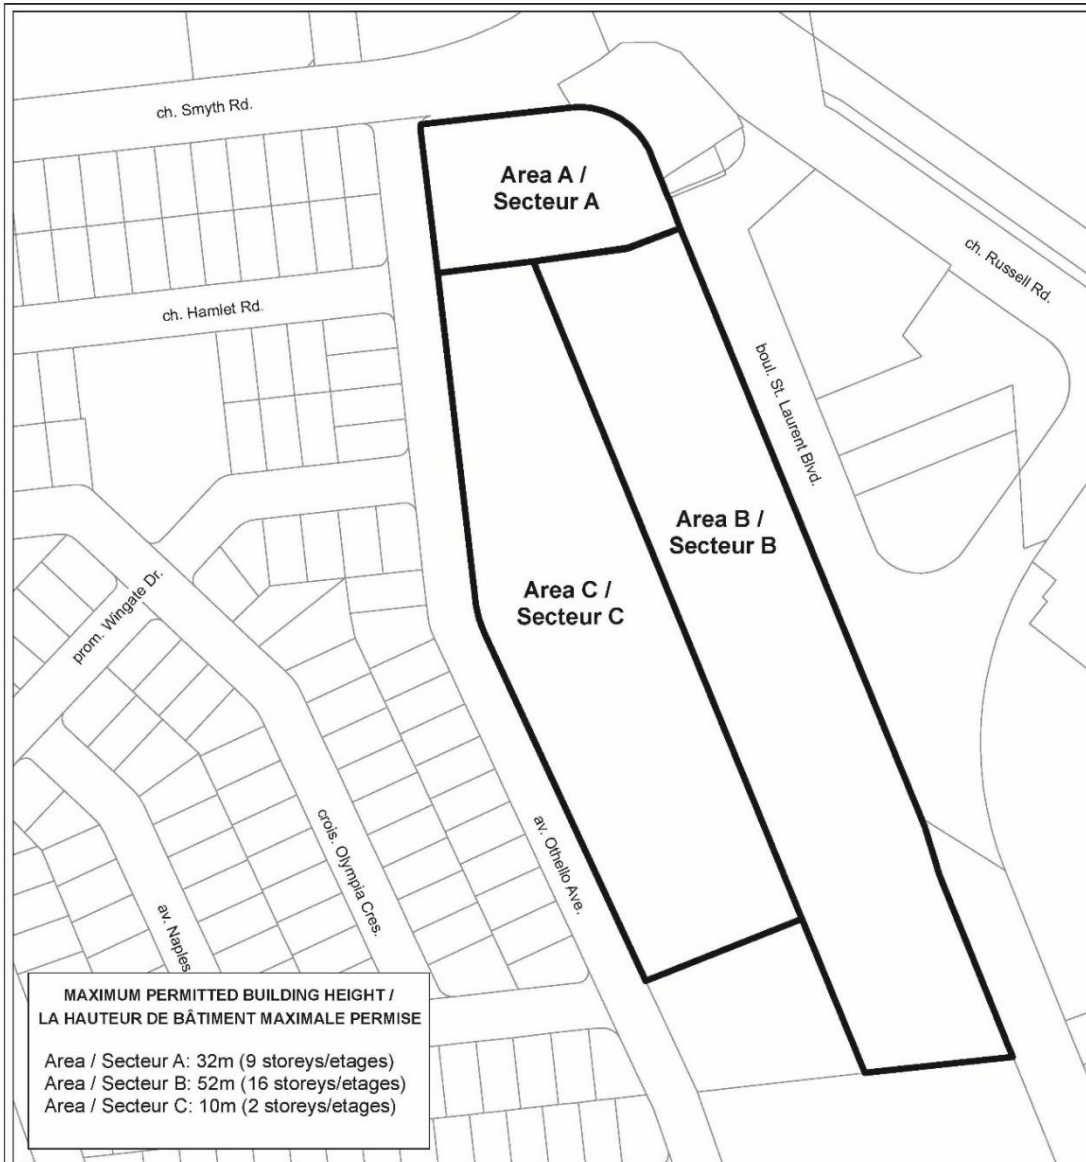 ch. Smyth Rd.
Area A /
Secteur A
ch. Russell Rd.
ch. Hamlet Rd.
boul. St. Laurent Blvd.
Area B /
Secteur B
Area C /
Secteur C
prom. Wingate Dr.
crois. Olympia Cres.
av. Othello Ave.
av. Naples
MAXIMUM PERMITTED BUILDING HEIGHT /
LA HAUTEUR DE BÂTIMENT MAXIMALE PERMISE
Area / Secteur A: 32m (9 storeys/etages)
Area / Secteur B: 52m (16 storeys/etages)
Area / Secteur C: 10m (2 storeys/etages)